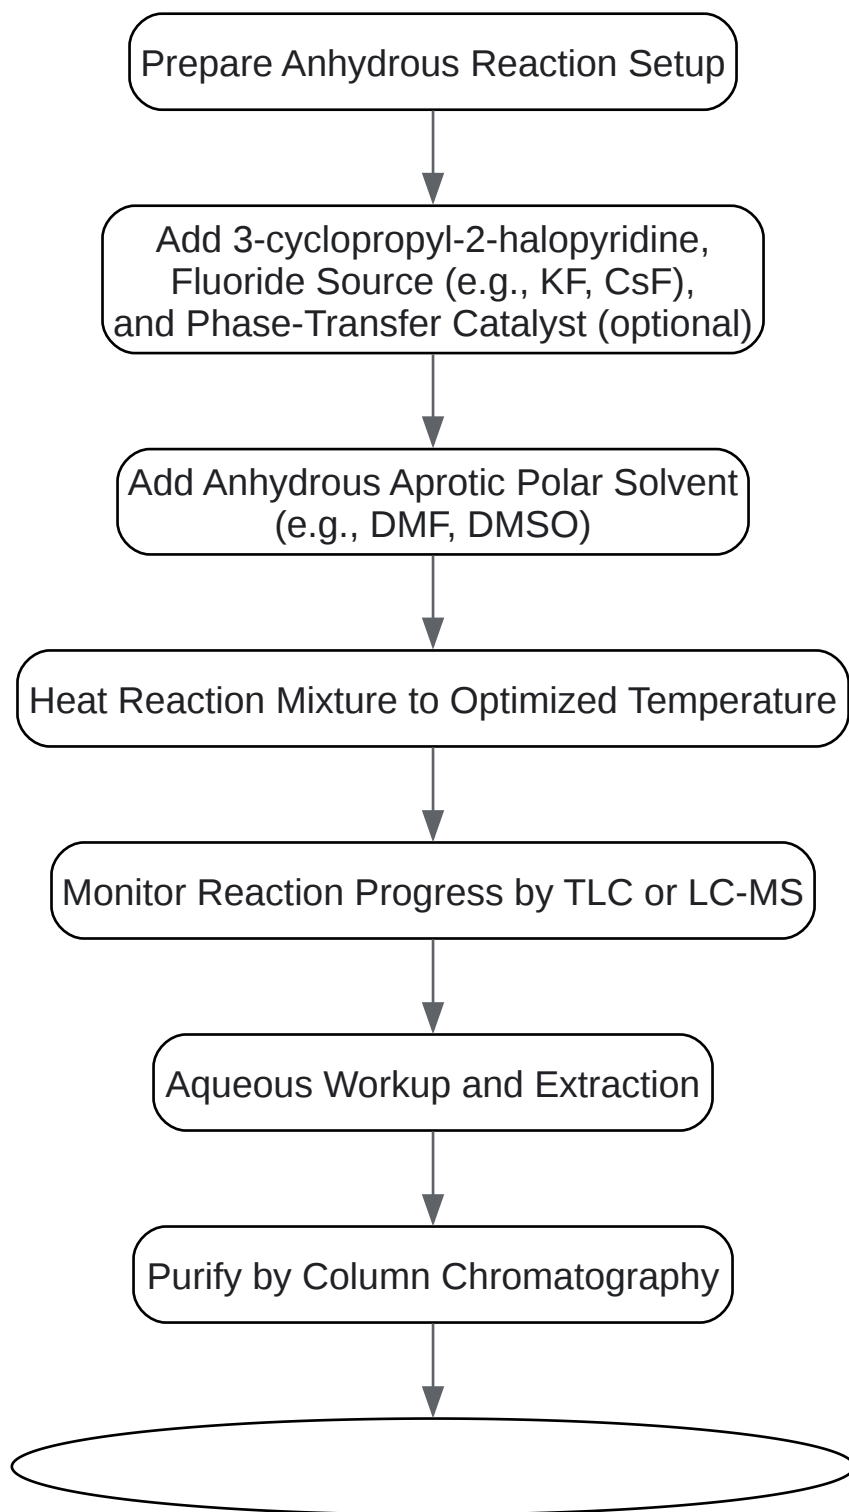 Prepare Anhydrous Reaction Setup
Add 3-cyclopropyl-2-halopyridine,
Fluoride Source (e.g., KF, CsF),
and Phase-Transfer Catalyst (optional)
Add Anhydrous Aprotic Polar Solvent
(e.g., DMF, DMSO)
Heat Reaction Mixture to Optimized Temperature
Monitor Reaction Progress by TLC or LC-MS
Aqueous Workup and Extraction
Purify by Column Chromatography